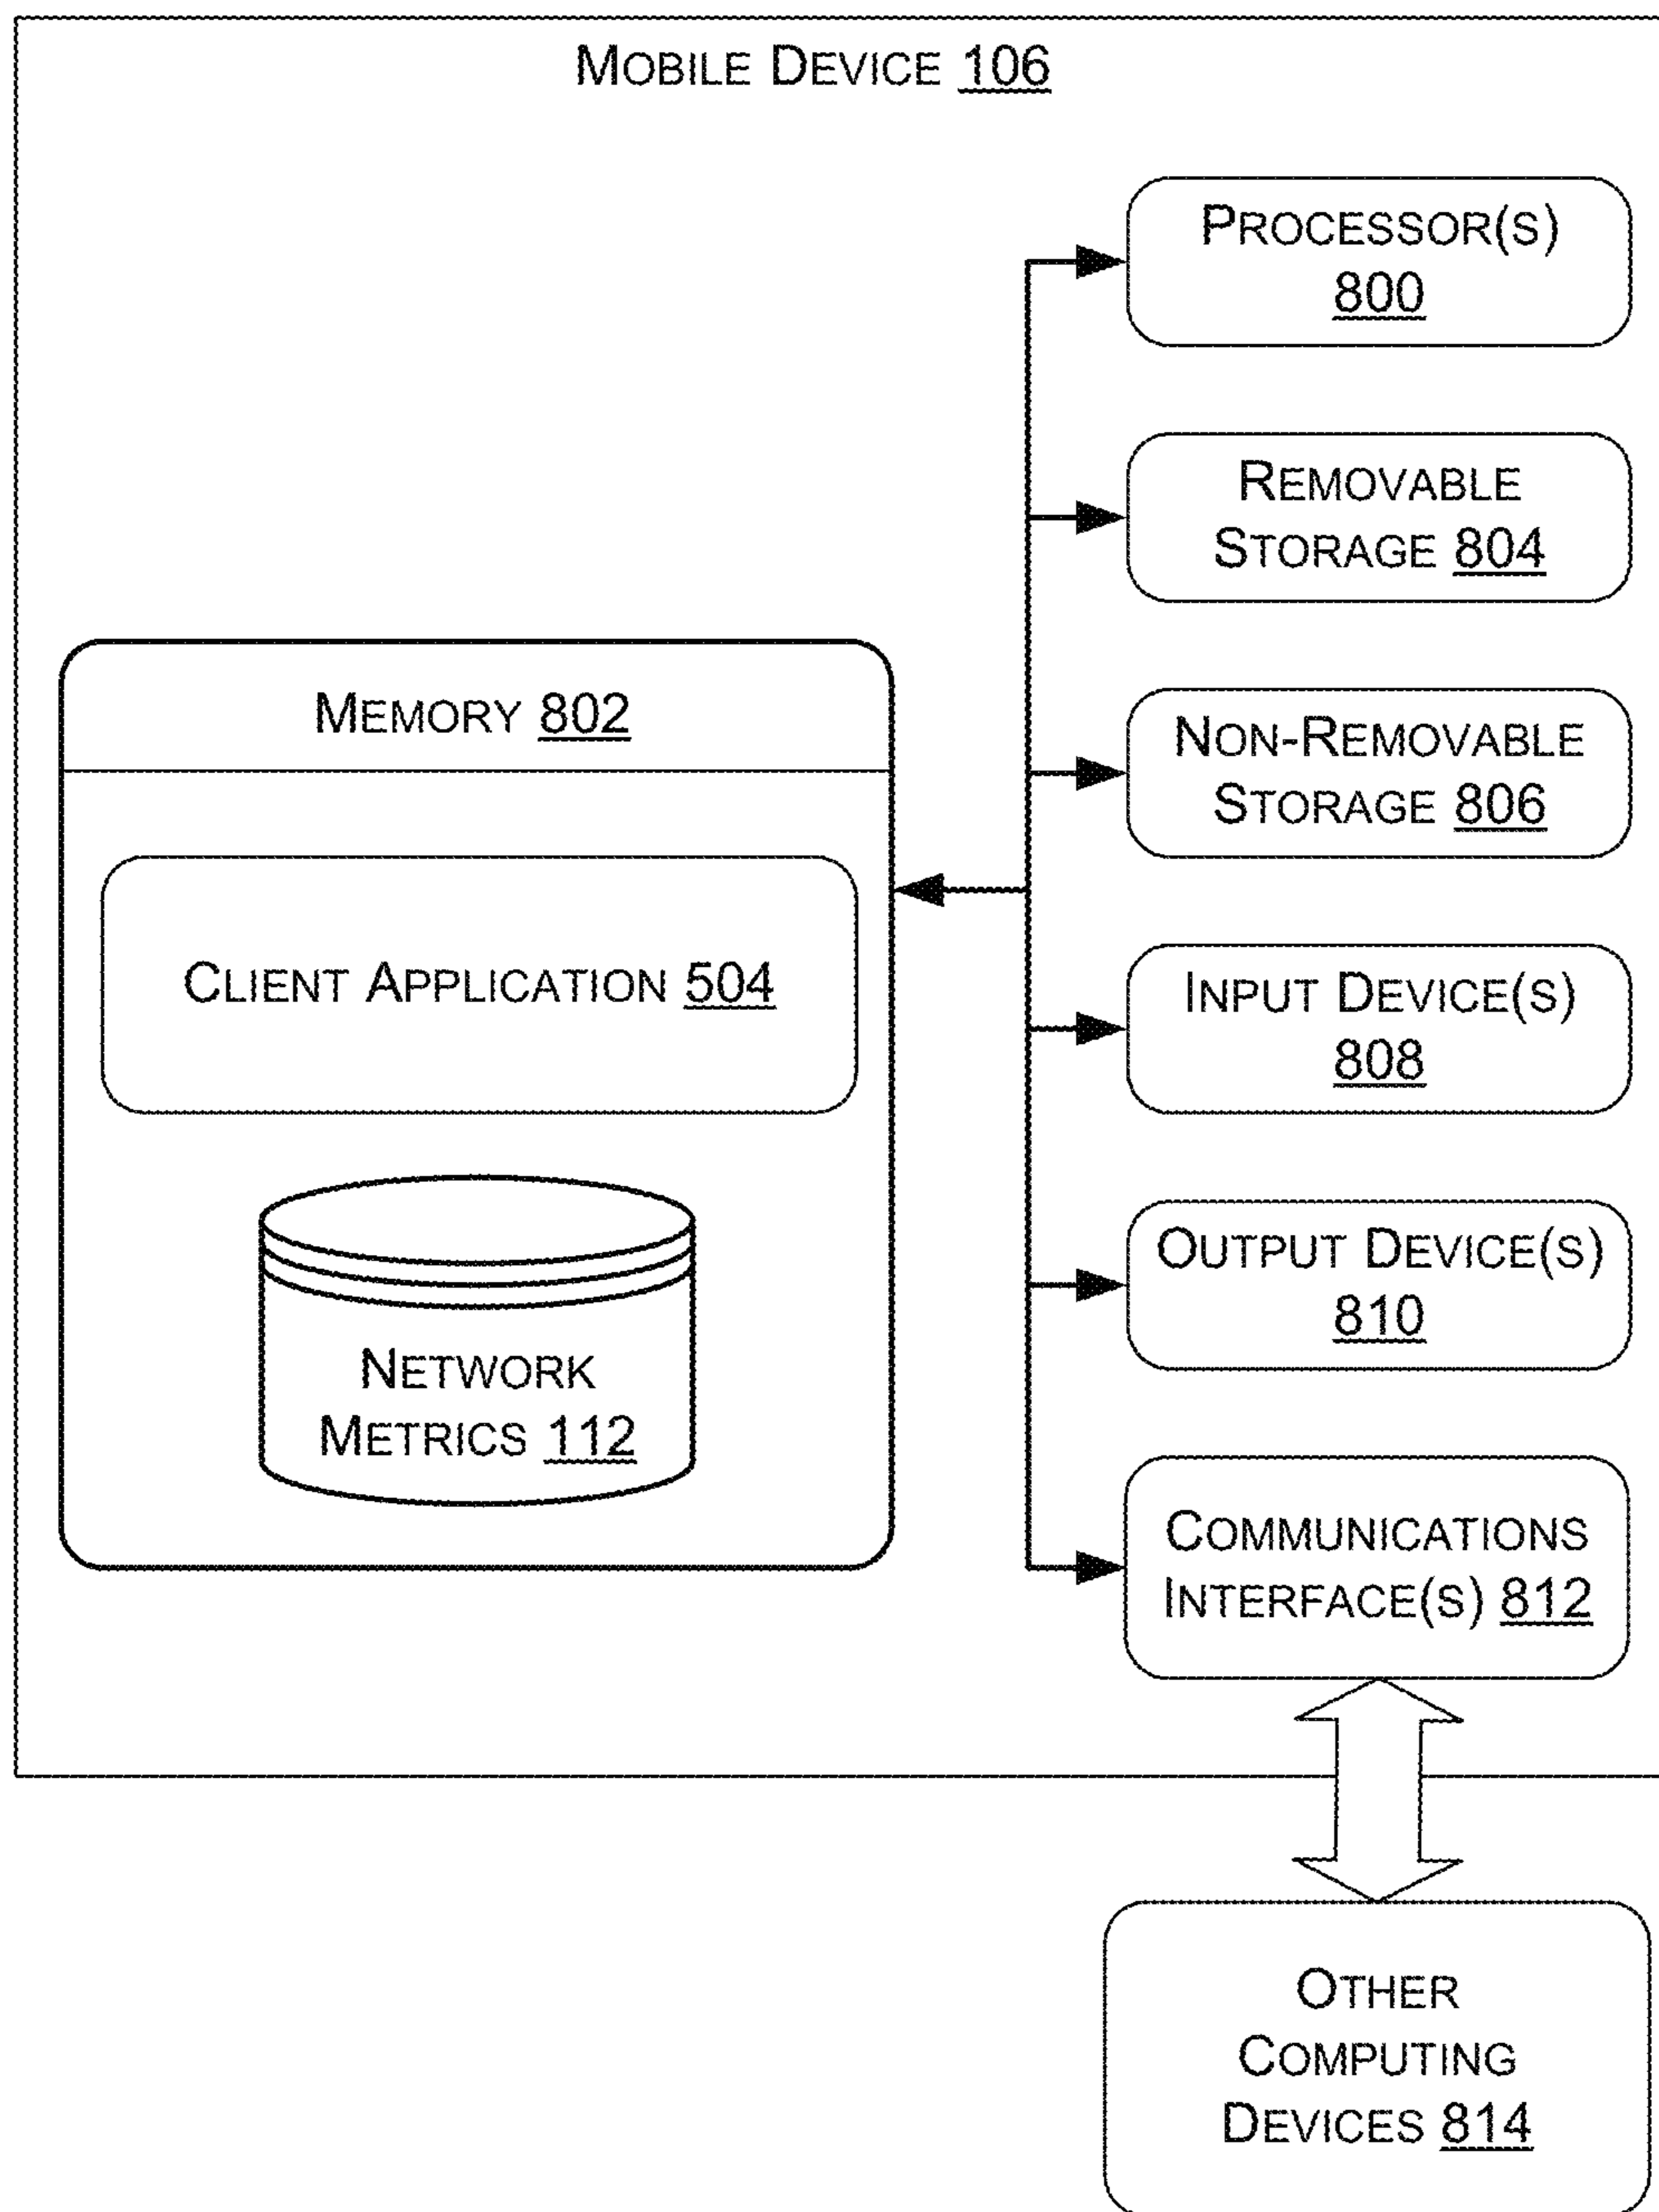 MOBILE DEVICE 106
PROCESSOR(S)
800
REMOVABLE
STORAGE 804
MEMORY 802
NON-REMOVABLE
STORAGE 806
CLIENT APPLICATION 504
INPUT DEVICE(S)
808
NETWORK
METRICS 112
OUTPUT DEVICE(S)
810
COMMUNICATIONS
INTERFACE(S) 812
OTHER
COMPUTING
DEVICES 814